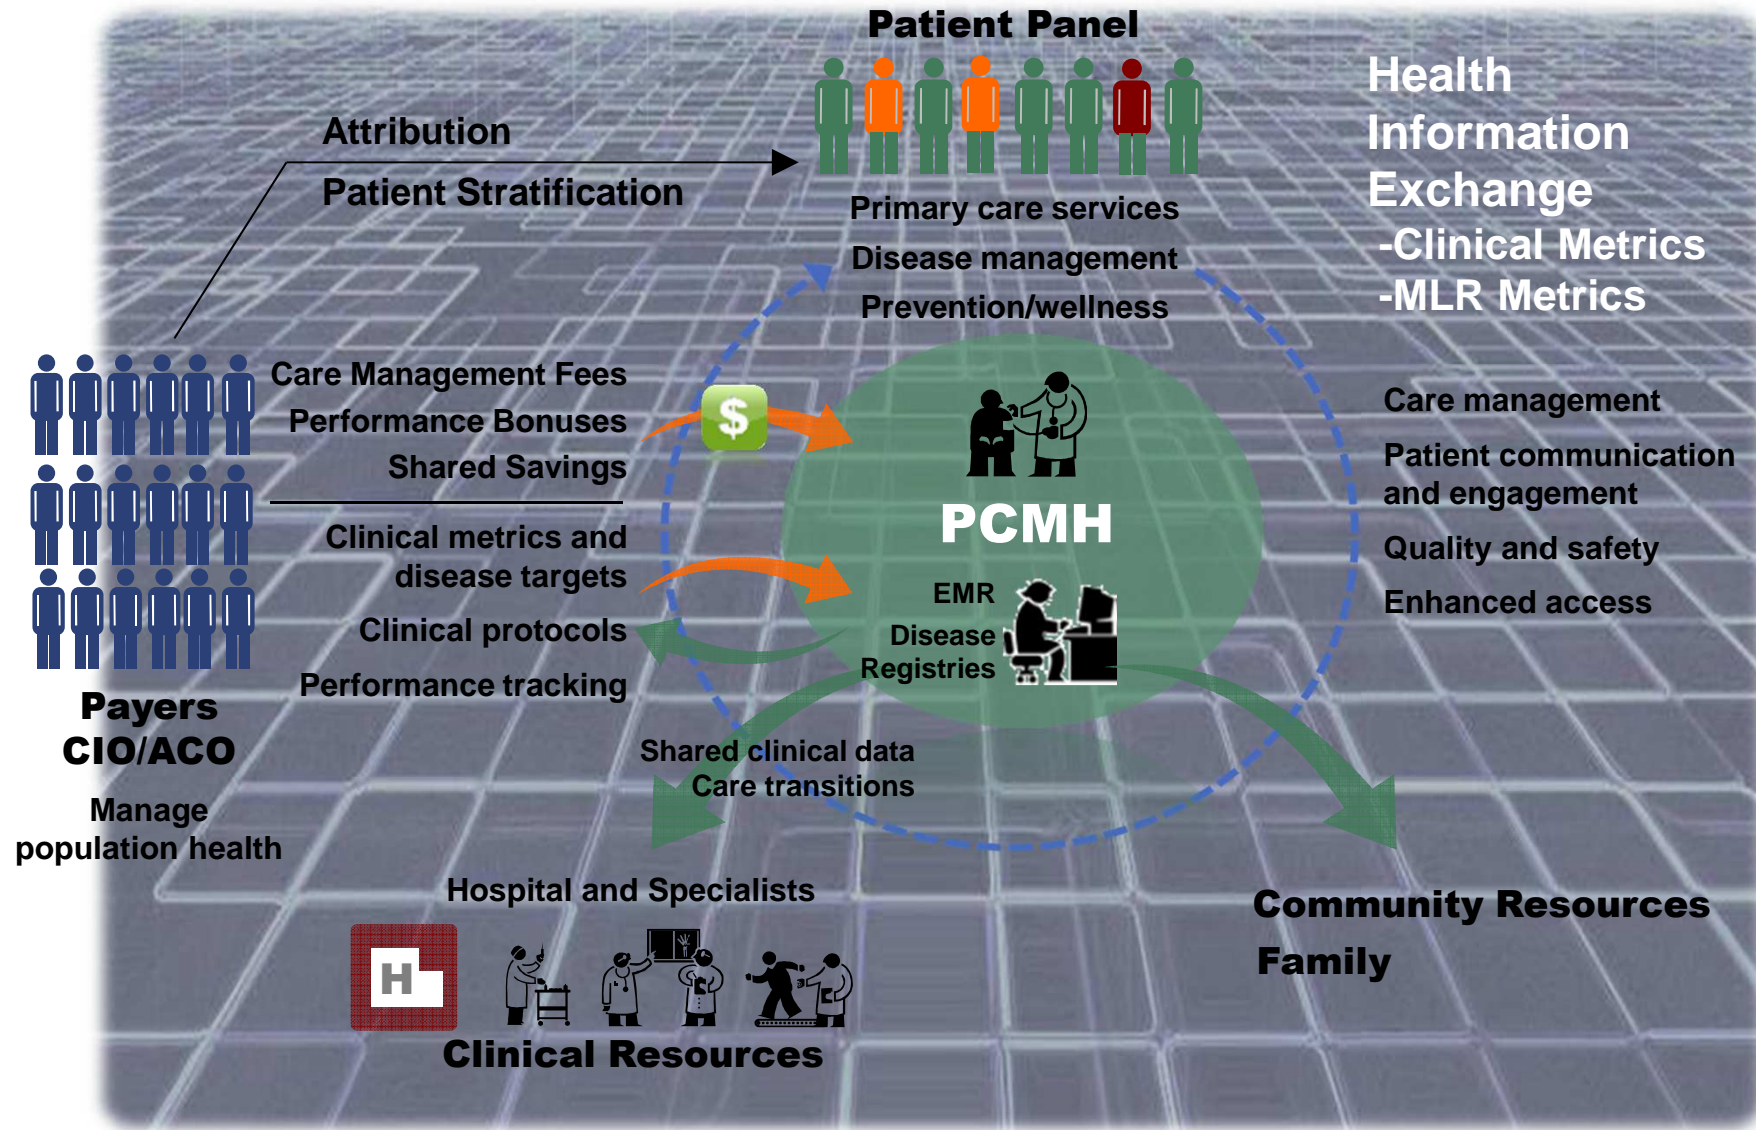 Patient Panel
Health
Information
Exchange
-Clinical Metrics
-MLR Metrics
Attribution
Patient Stratification
Primary care services
Disease management
Prevention/wellness
Care Management Fees
Performance Bonuses
Shared Savings
$
Clinical metrics and
disease targets
Clinical protocols
Performance tracking
PCMH
EMR
Disease
Registries
Care management
Patient communication
and engagement
Quality and safety
Enhanced access
Payers
CIO/ACO
Manage
population health
Shared clinical data
Care transitions
Hospital and Specialists
H
Clinical Resources
Community Resources
Family